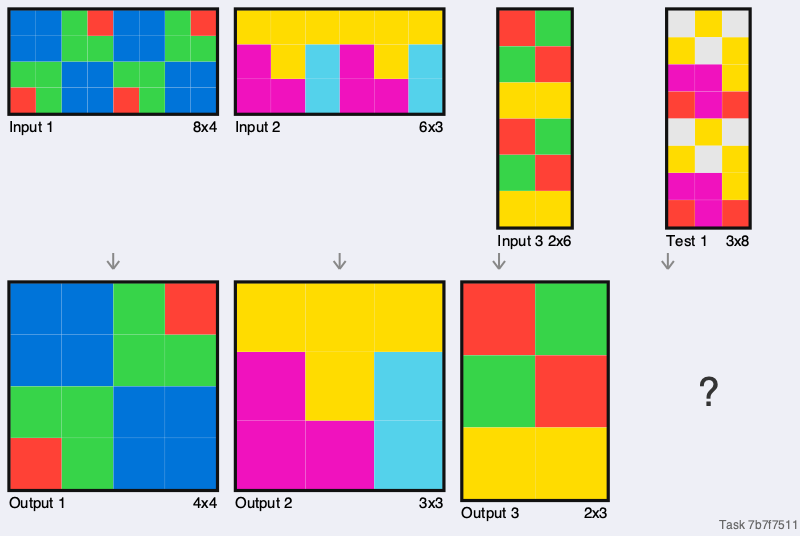 Input 1 8x4
Input 2 6x3
Input 3 2x6
Test 1 3x8
?
Output 1 4x4
Output 2 3x3
Output 3 2x3
Task 7b7f7511